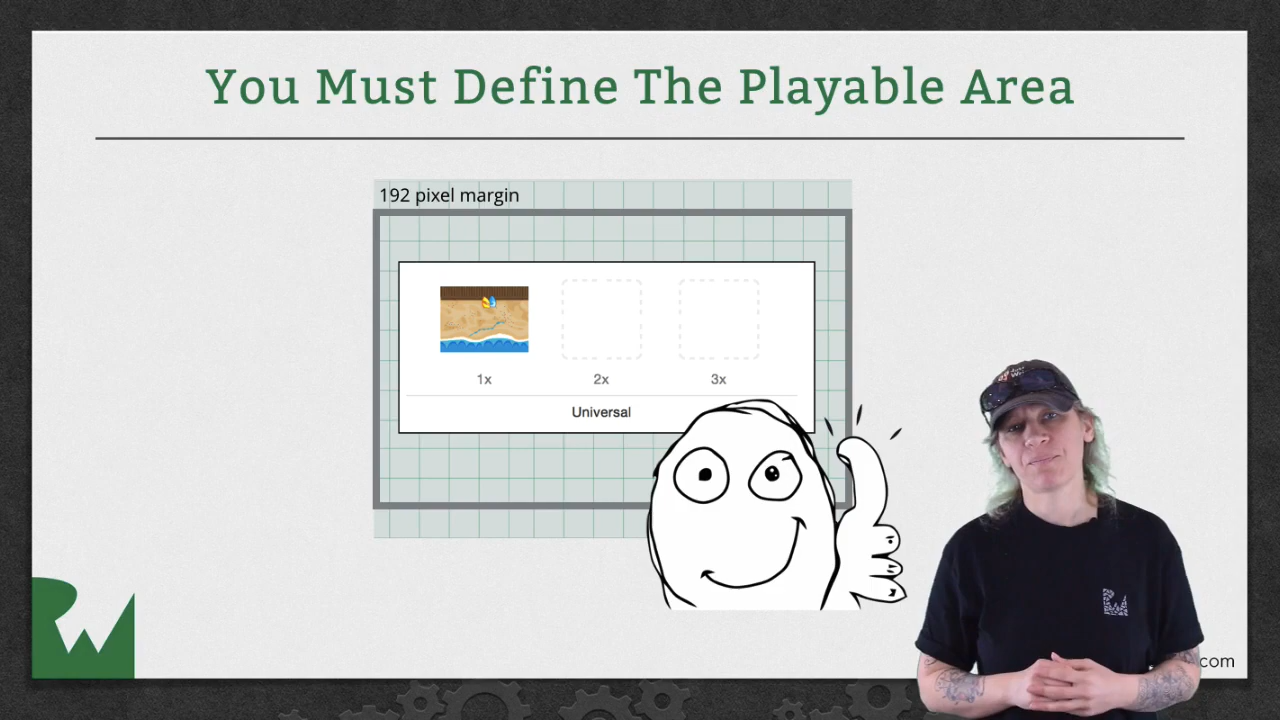 You Must Define The Playable Area
192 pixel margin
1x 2x 3x
Universal
com